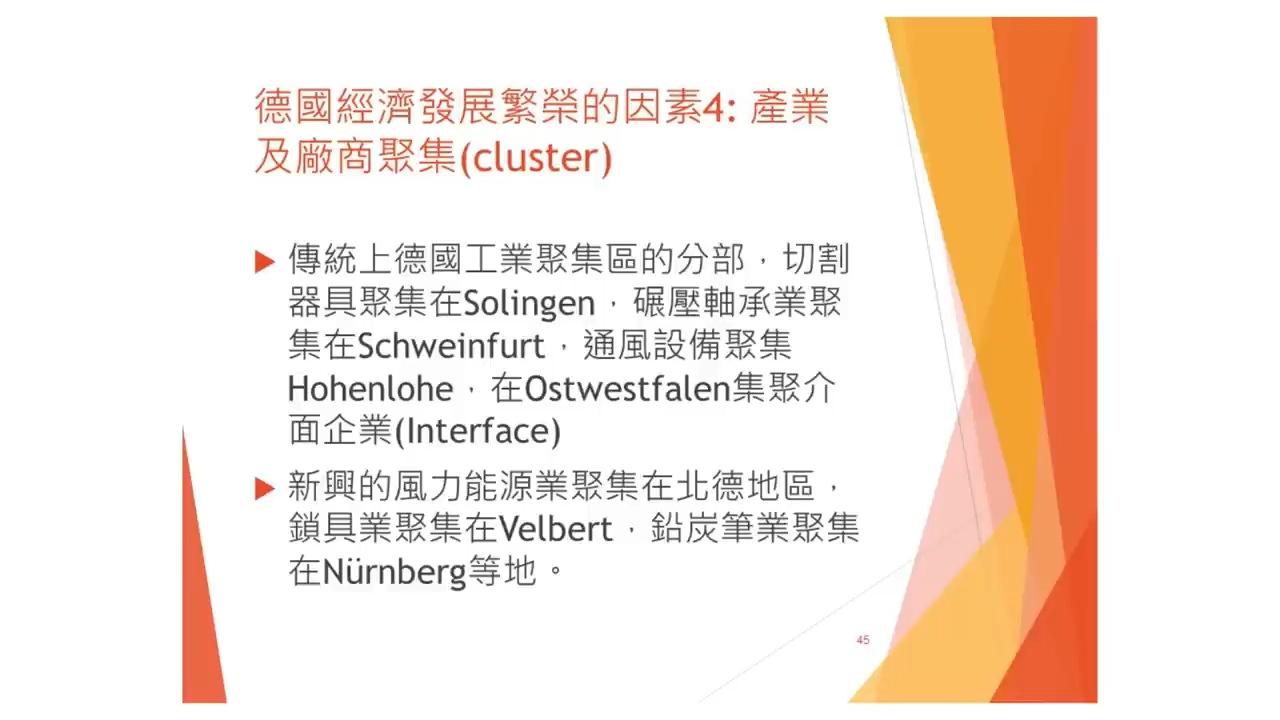 德國經濟發展繁榮的因素4: 產業
及廠商聚集(cluster)
傳統上德國工業聚集區的分部，切割
器具聚集在Solingen，碾壓軸承業聚
集在Schweinfurt，通風設備聚集
Hohenlohe，在Ostwestfalen集聚介
面企業(Interface)
新興的風力能源業聚集在北德地區，
鎖具業聚集在Velbert，鉛炭筆業聚集
在Nürnberg等地。
45